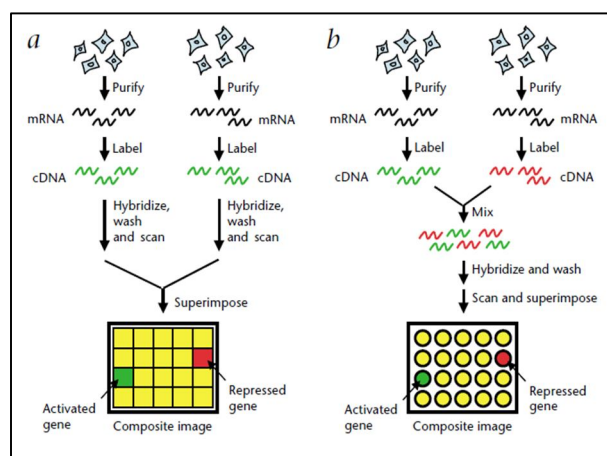 a
Purify
Purify
mRNA
mRNA
Label
Label
cDNA
cDNA
Hybridize,
wash
and scan
Hybridize,
wash
and scan
Superimpose
Activated
gene
Repressed
gene
Composite image
b
Purify
Purify
mRNA
mRNA
Label
Label
cDNA
cDNA
Mix
Hybridize and wash
Scan and superimpose
Activated
gene
Repressed
gene
Composite image